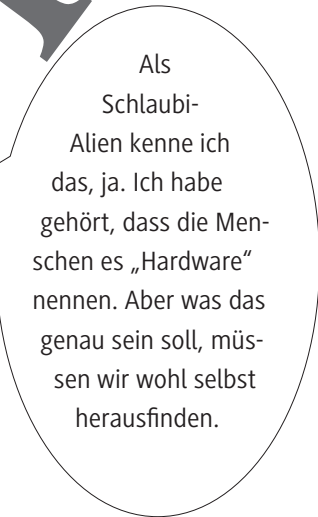 Als
Schlaubi-
Alien kenne ich
das, ja. Ich habe
gehört, dass die Men-
schen es „Hardware“
nennen. Aber was das
genau sein soll, müs-
sen wir wohl selbst
herausfinden.